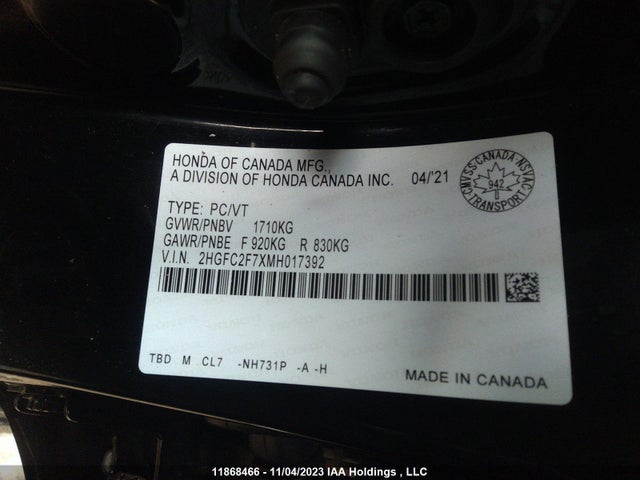 HONDA OF CANADA MFG.,
A DIVISION OF HONDA CANADA INC. 04/'21
CMVSS·CANADA·NSVAC
942
TRANSPORT
TYPE: PC/VT
GVWR/PNBV 1710KG
GAWR/PNBE F 920KG R 830KG
V.I.N. 2HGFC2F7XMH017392
TBD M CL7 -NH731P -A -H
MADE IN CANADA
11868466 - 11/04/2023 IAA Holdings , LLC